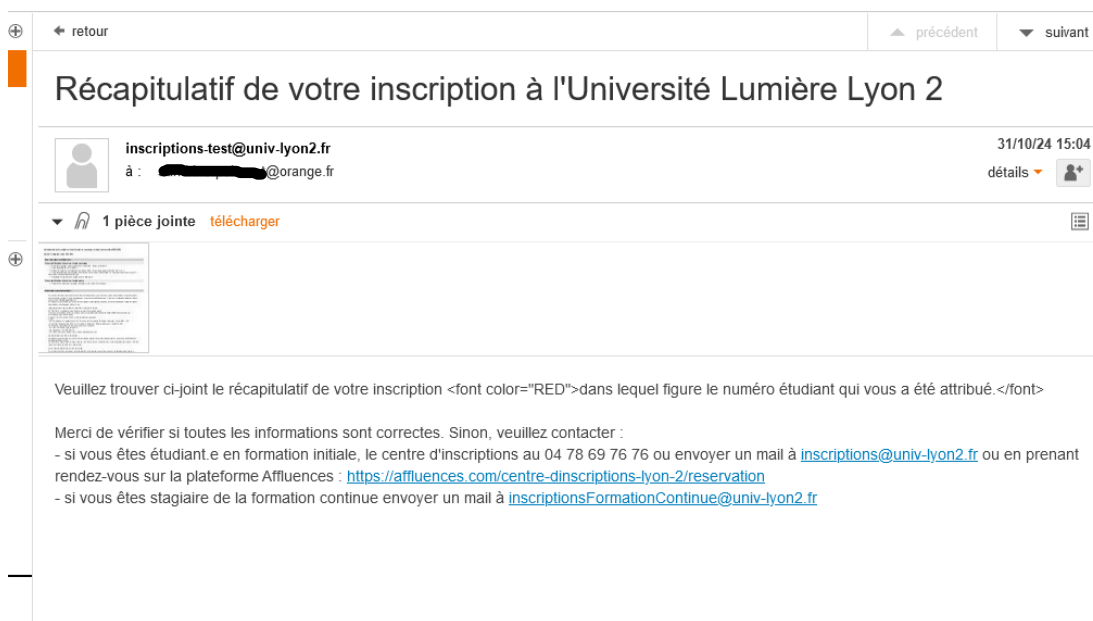 retour
précédent
suivant
Récapitulatif de votre inscription à l'Université Lumière Lyon 2
inscriptions-test@univ-lyon2.fr
31/10/24 15:04
à : @orange.fr
détails
1 pièce jointe télécharger
Veuillez trouver ci-joint le récapitulatif de votre inscription <font color="RED">dans lequel figure le numéro étudiant qui vous a été attribué.</font>
Merci de vérifier si toutes les informations sont correctes. Sinon, veuillez contacter :
- si vous êtes étudiant.e en formation initiale, le centre d'inscriptions au 04 78 69 76 76 ou envoyer un mail à inscriptions@univ-lyon2.fr ou en prenant
rendez-vous sur la plateforme Affluences : https://affluences.com/centre-dinscriptions-lyon-2/reservation
- si vous êtes stagiaire de la formation continue envoyer un mail à inscriptionsFormationContinue@univ-lyon2.fr